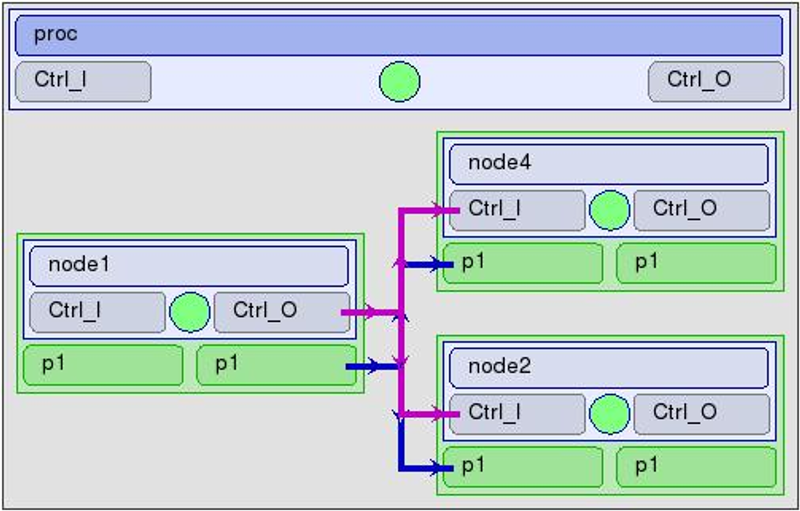 proc
Ctrl_I Ctrl_O
node4
Ctrl_I Ctrl_O
p1 p1
node1
Ctrl_I Ctrl_O
p1 p1
node2
Ctrl_I Ctrl_O
p1 p1